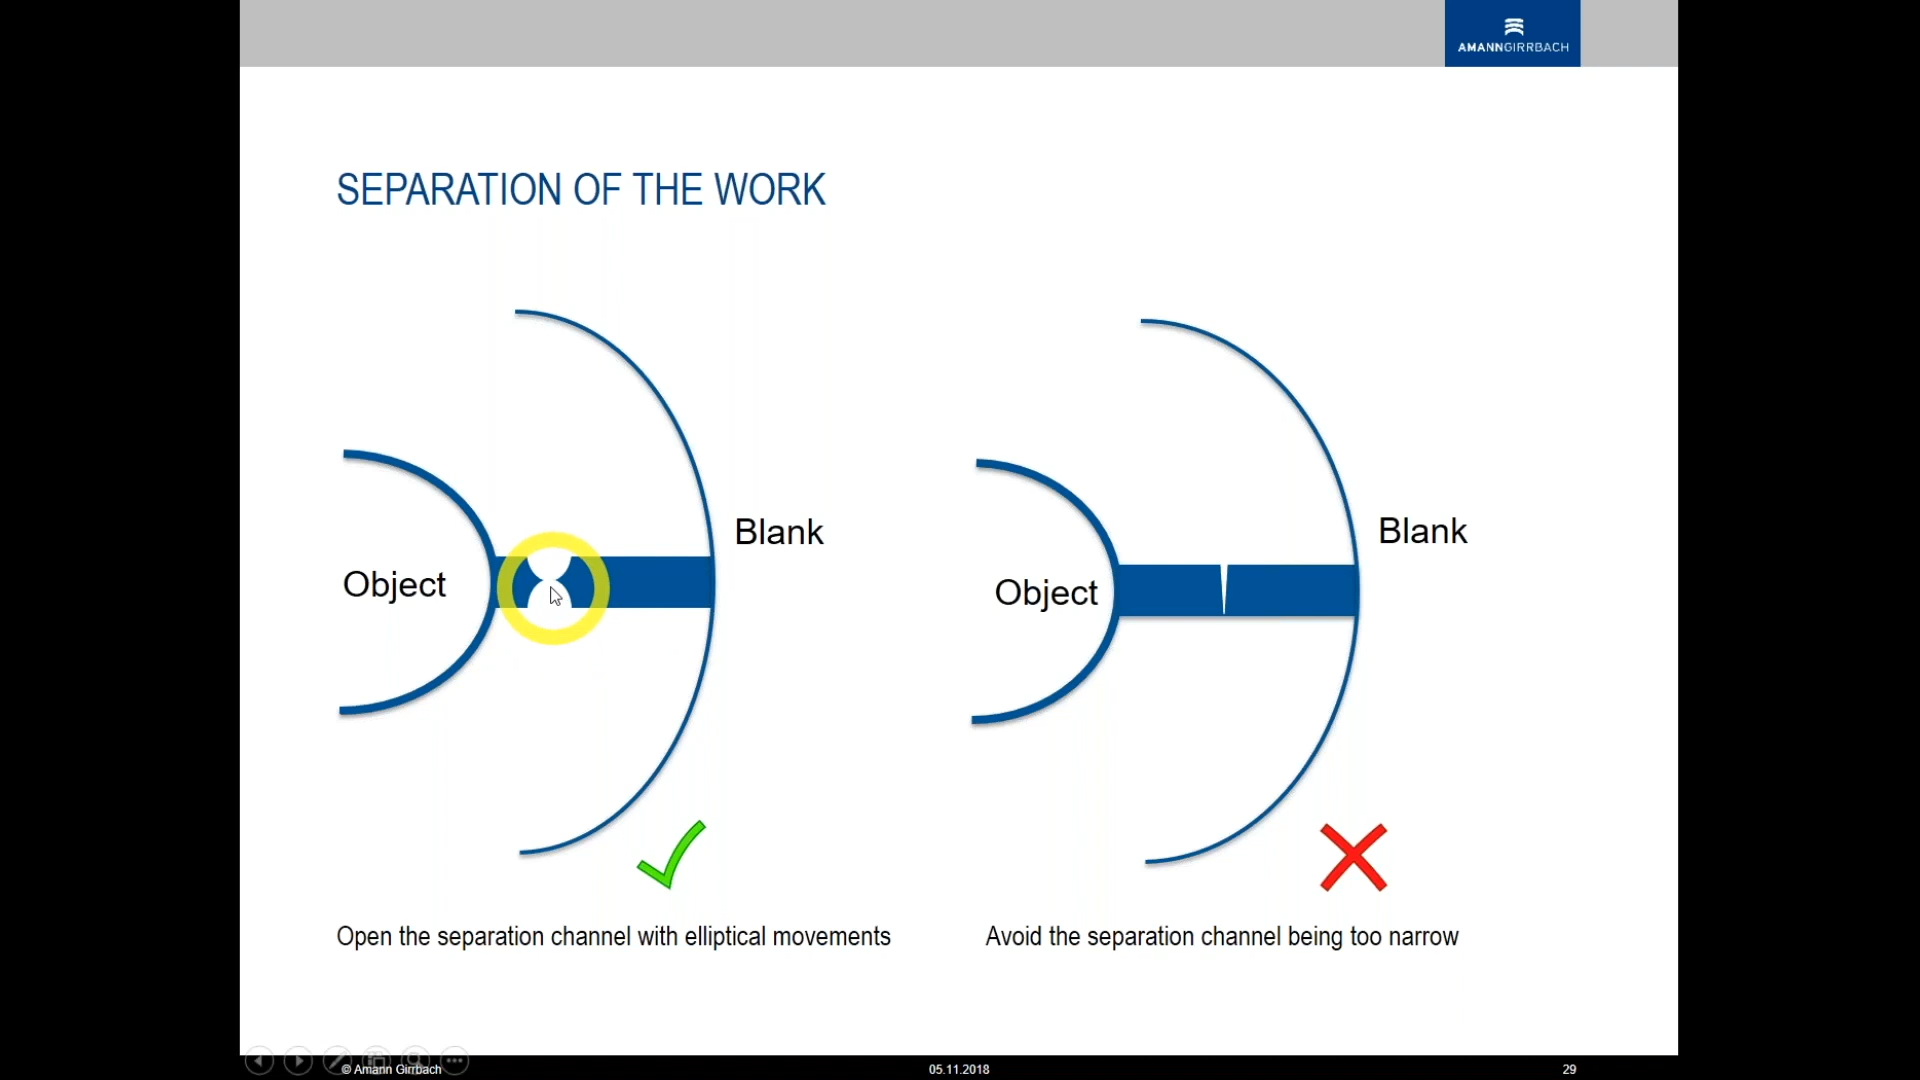 AMANNGIRRBACH
SEPARATION OF THE WORK
Blank
Object
Blank
Object
Open the separation channel with elliptical movements
Avoid the separation channel being too narrow
© Amann Girrbach
05.11.2018
29